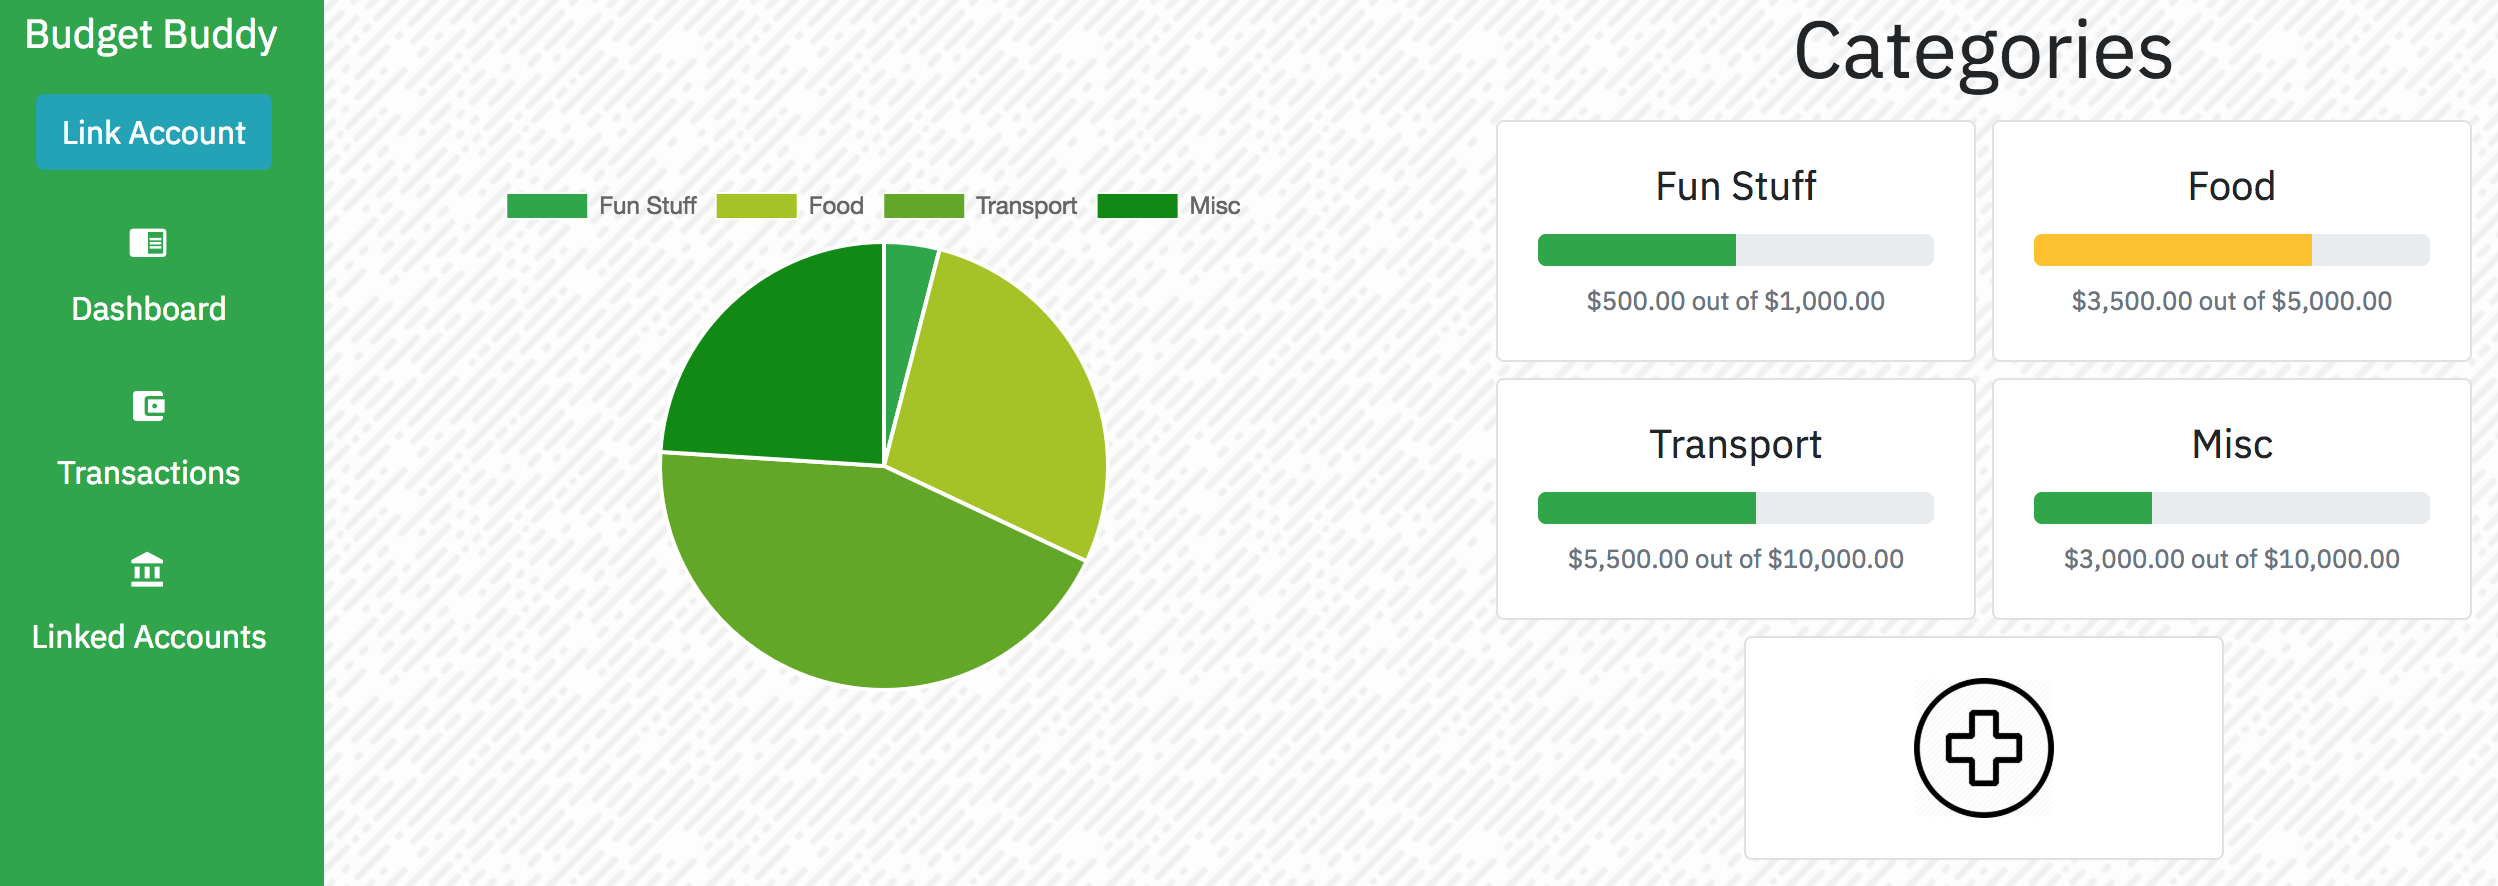 Budget Buddy
Link Account
Dashboard
Transactions
Linked Accounts
Fun Stuff Food Transport Misc
Categories
Fun Stuff
$500.00 out of $1,000.00
Food
$3,500.00 out of $5,000.00
Transport
$5,500.00 out of $10,000.00
Misc
$3,000.00 out of $10,000.00